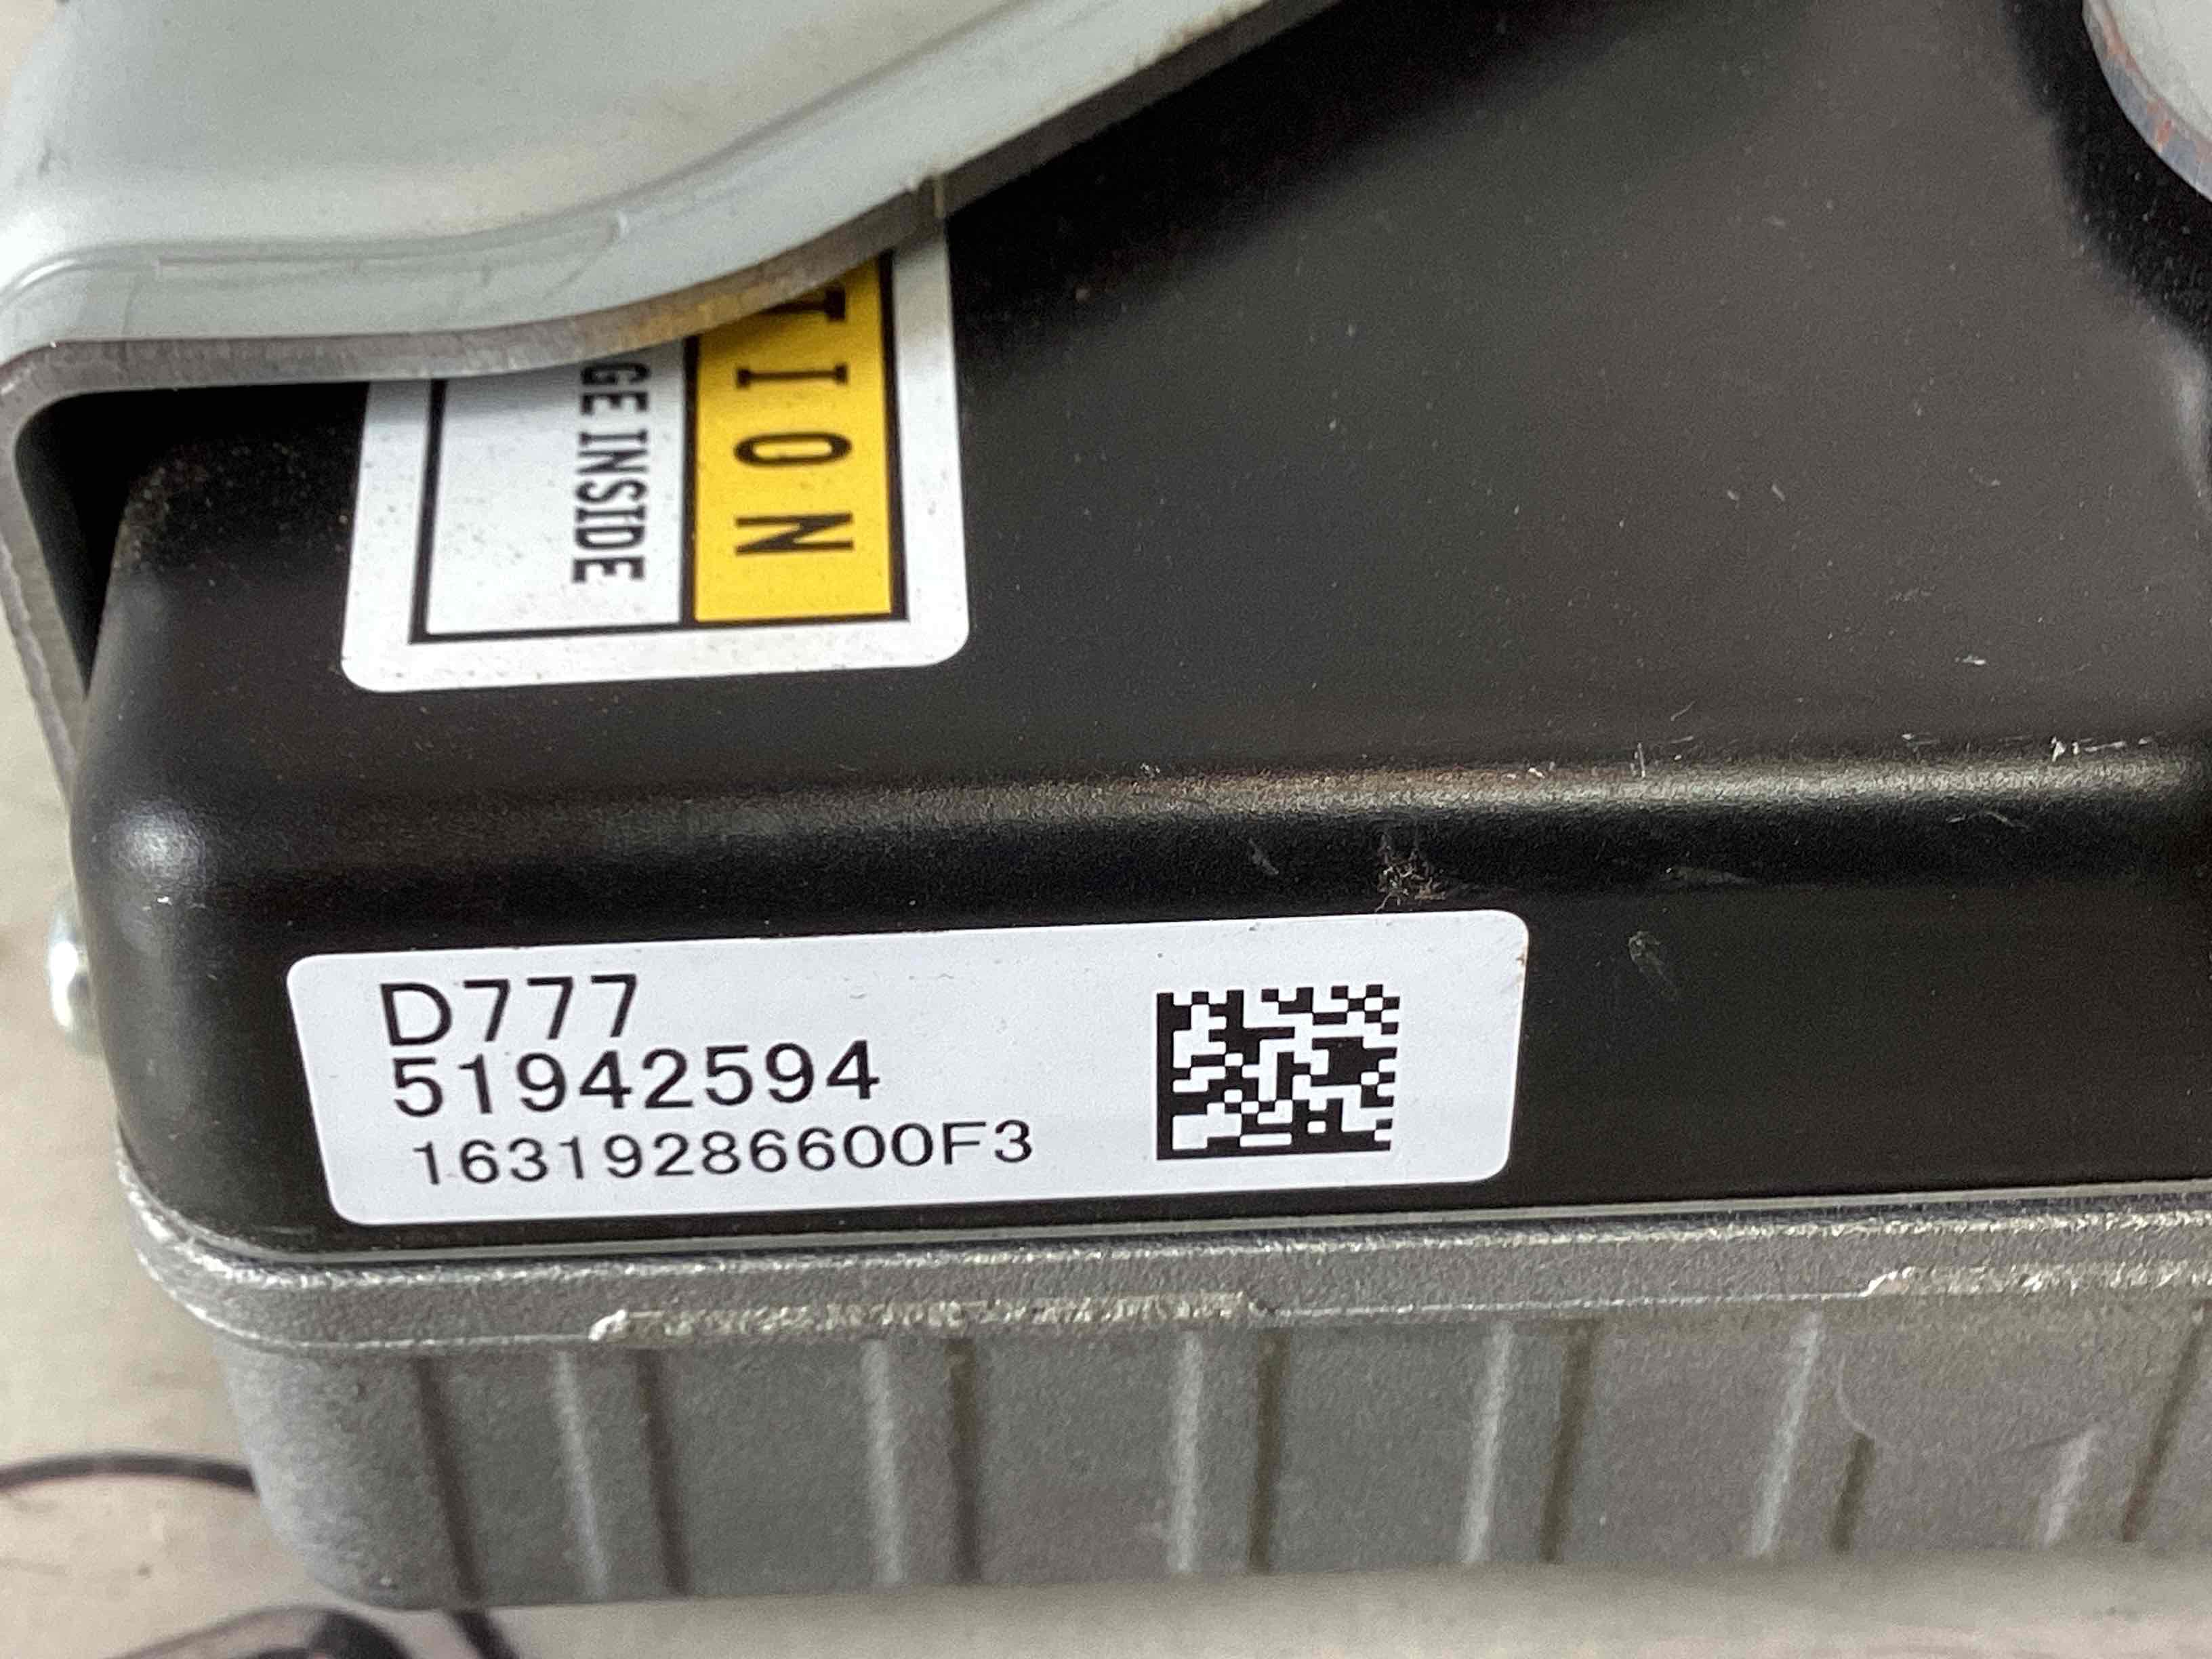 TION
GE INSIDE
D777
51942594
16319286600F3